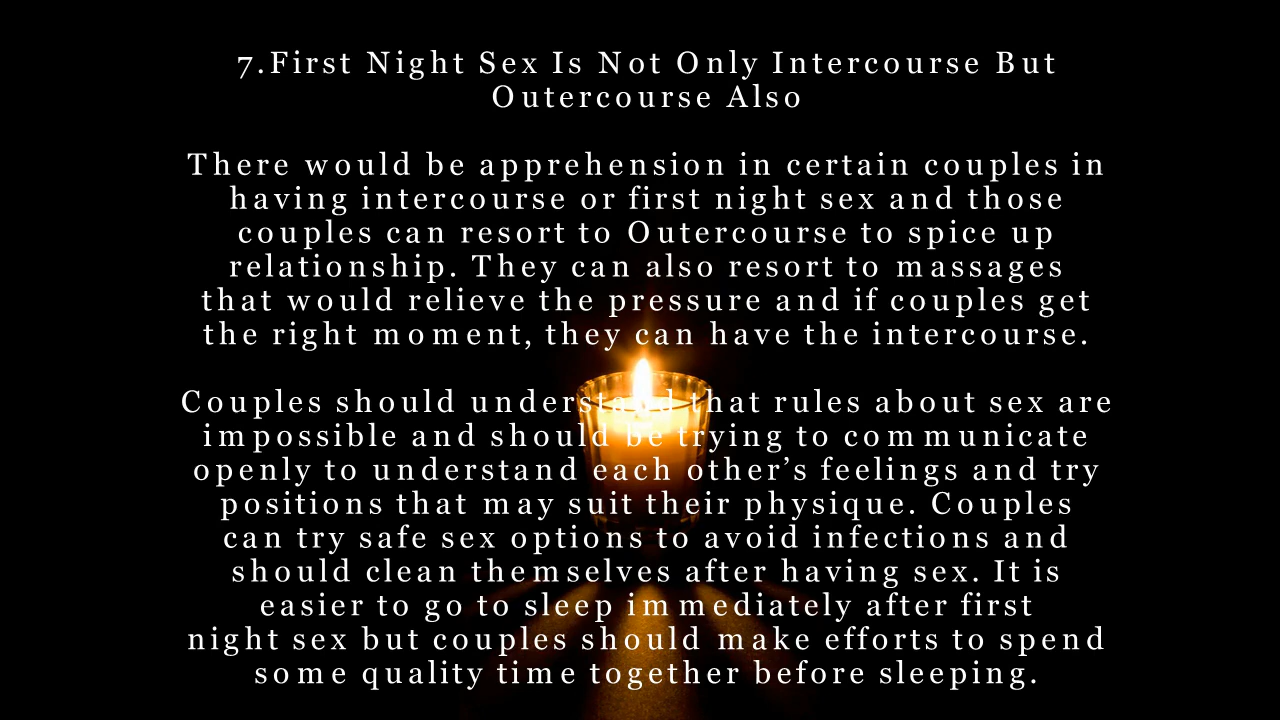 7.First Night Sex Is Not Only Intercourse But
Outercourse Also
There would be apprehension in certain couples in
having intercourse or first night sex and those
couples can resort to Outercourse to spice up
relationship. They can also resort to massages
that would relieve the pressure and if couples get
the right moment, they can have the intercourse.
Couples should understand that rules about sex are
impossible and should be trying to communicate
openly to understand each other’s feelings and try
positions that may suit their physique. Couples
can try safe sex options to avoid infections and
should clean themselves after having sex. It is
easier to go to sleep immediately after first
night sex but couples should make efforts to spend
some quality time together before sleeping.